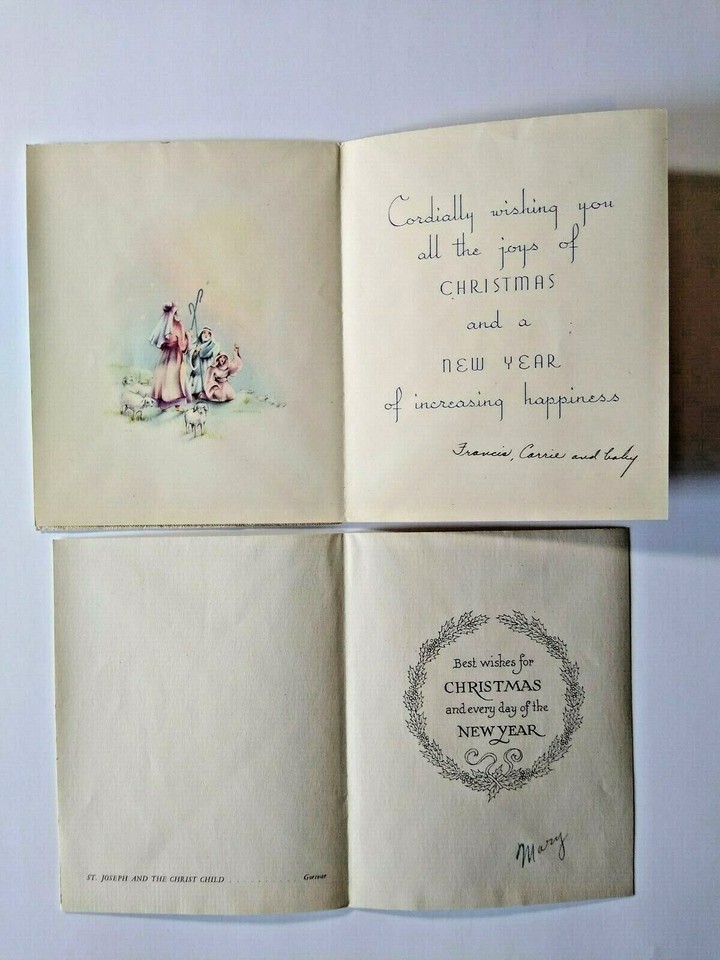 Cordially wishing you
all the joys of
CHRISTMAS
and a
NEW YEAR
of increasing happiness
Francis, Carrie and baby
Best wishes for
CHRISTMAS
and every day of the
NEW YEAR
Mary
ST. JOSEPH AND THE CHRIST CHILD . . . . . . . . . . .